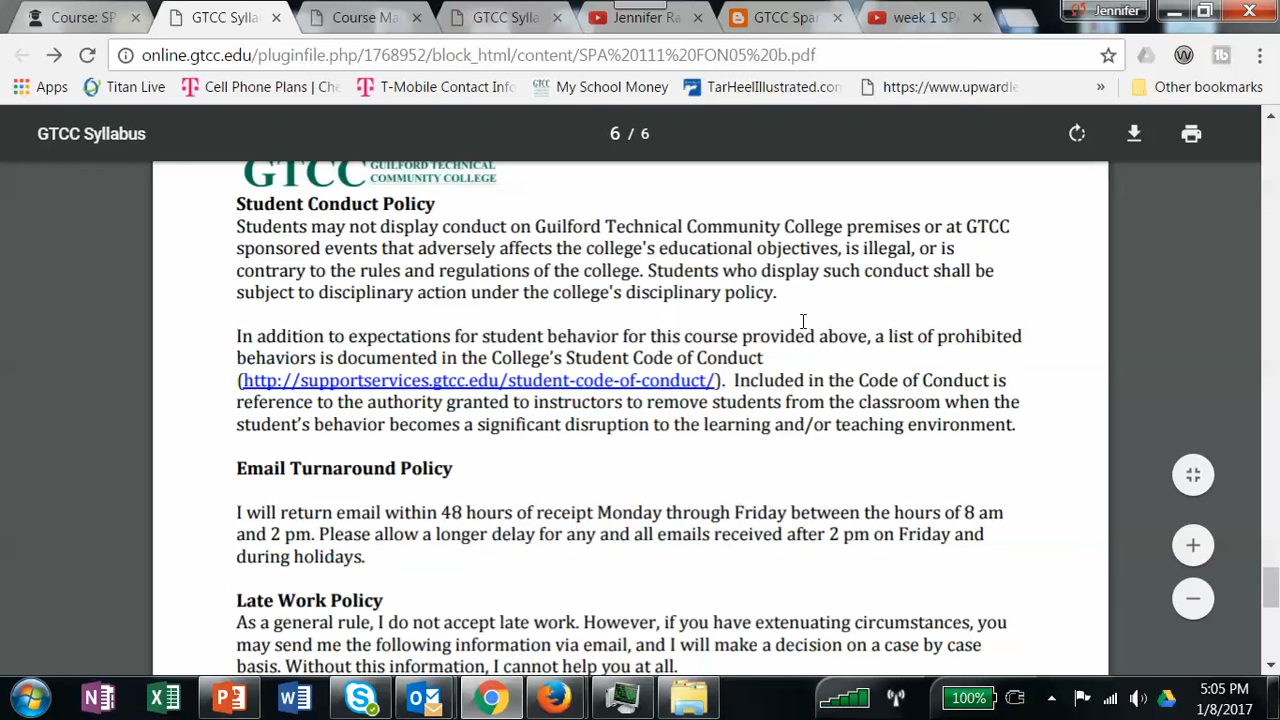 Course: SP
GTCC Sylla
Course Ma
GTCC Sylla
Jennifer Ra
GTCC Spar
week 1 SPA
Jennifer
online.gtcc.edu/pluginfile.php/1768952/block_html/content/SPA%20111%20FON05%20b.pdf
Apps
Titan Live
Cell Phone Plans | Che
T-Mobile Contact Info
My School Money
TarHeelIllustrated.com
https://www.upwardle
»
Other bookmarks
GTCC Syllabus
6 / 6
GTCC GUILFORD TECHNICAL
COMMUNITY COLLEGE
Student Conduct Policy
Students may not display conduct on Guilford Technical Community College premises or at GTCC
sponsored events that adversely affects the college's educational objectives, is illegal, or is
contrary to the rules and regulations of the college. Students who display such conduct shall be
subject to disciplinary action under the college's disciplinary policy.
In addition to expectations for student behavior for this course provided above, a list of prohibited
behaviors is documented in the College’s Student Code of Conduct
(http://supportservices.gtcc.edu/student-code-of-conduct/). Included in the Code of Conduct is
reference to the authority granted to instructors to remove students from the classroom when the
student’s behavior becomes a significant disruption to the learning and/or teaching environment.
Email Turnaround Policy
I will return email within 48 hours of receipt Monday through Friday between the hours of 8 am
and 2 pm. Please allow a longer delay for any and all emails received after 2 pm on Friday and
during holidays.
Late Work Policy
As a general rule, I do not accept late work. However, if you have extenuating circumstances, you
may send me the following information via email, and I will make a decision on a case by case
basis. Without this information, I cannot help you at all.
100%
5:05 PM
1/8/2017